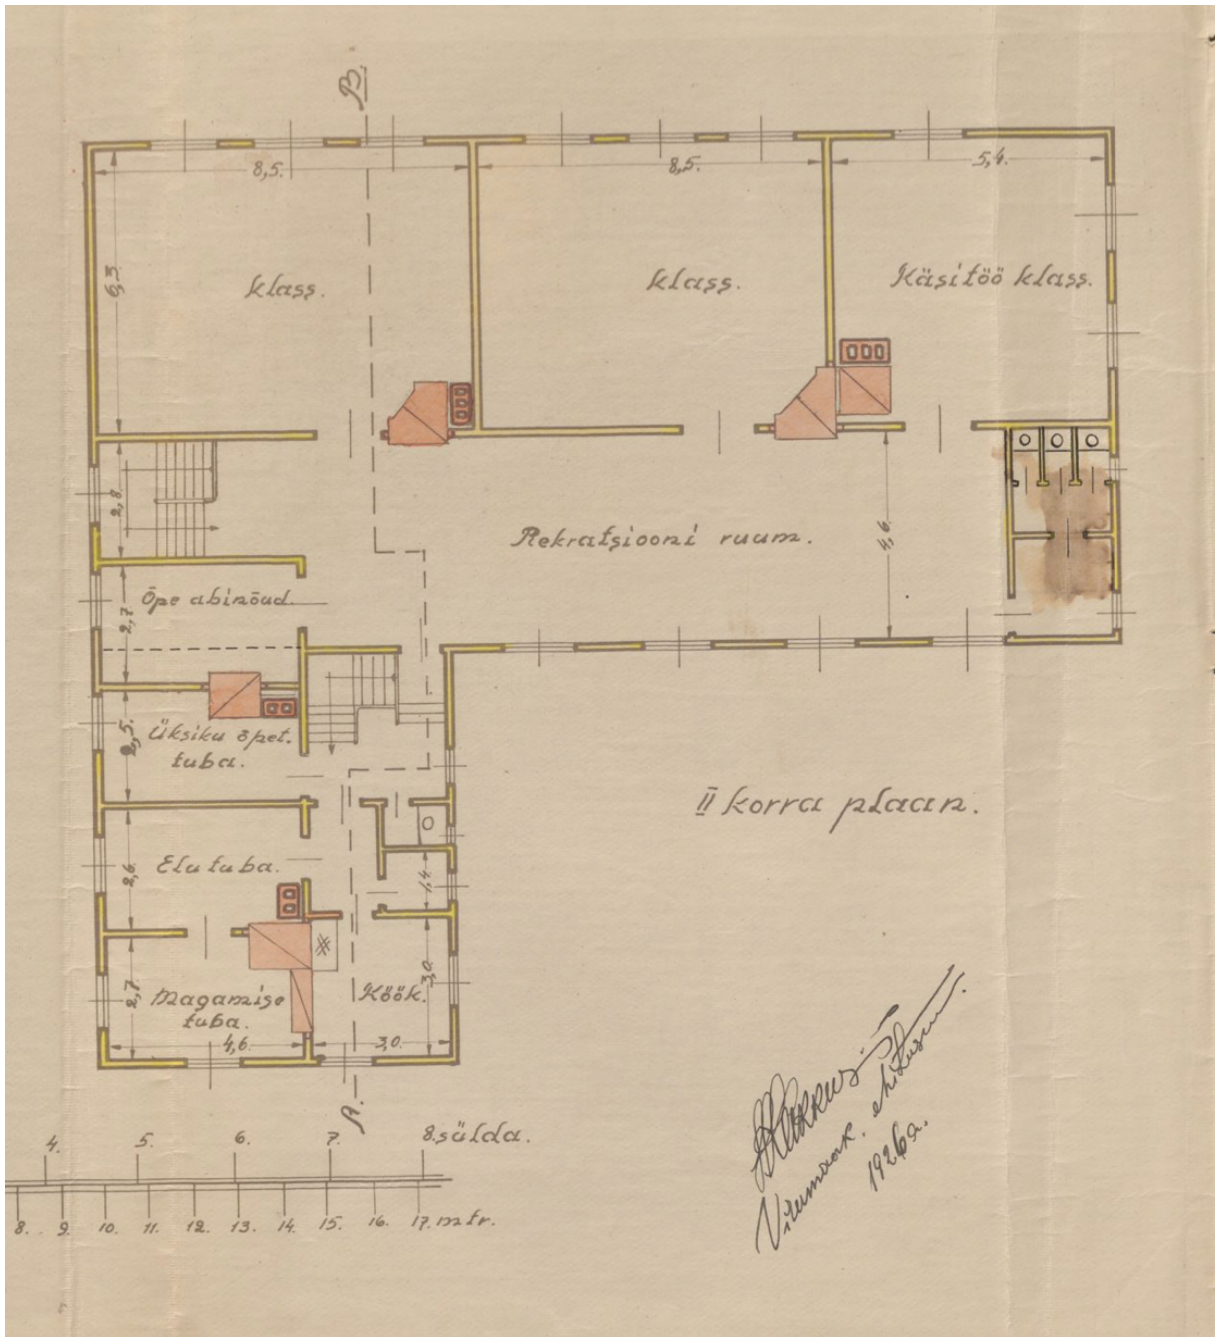 B.
8,5.
8,5.
5,4.
6,3
klass.
klass.
Käsitöö klass.
2,8
Rekratsiooni ruum.
4,6
Õpe abinõud.
2,7
Üksiku õpet.
tuba.
2,5.
II korra plaan.
Elu tuba.
2,6
1,4
Magamise
tuba.
2,7
Köök.
3,0
4,6
3,0
A.
4. 5. 6. 7. 8. sülda.
8. 9. 10. 11. 12. 13. 14. 15. 16. 17. mtr.
Virumaak.
1926a.